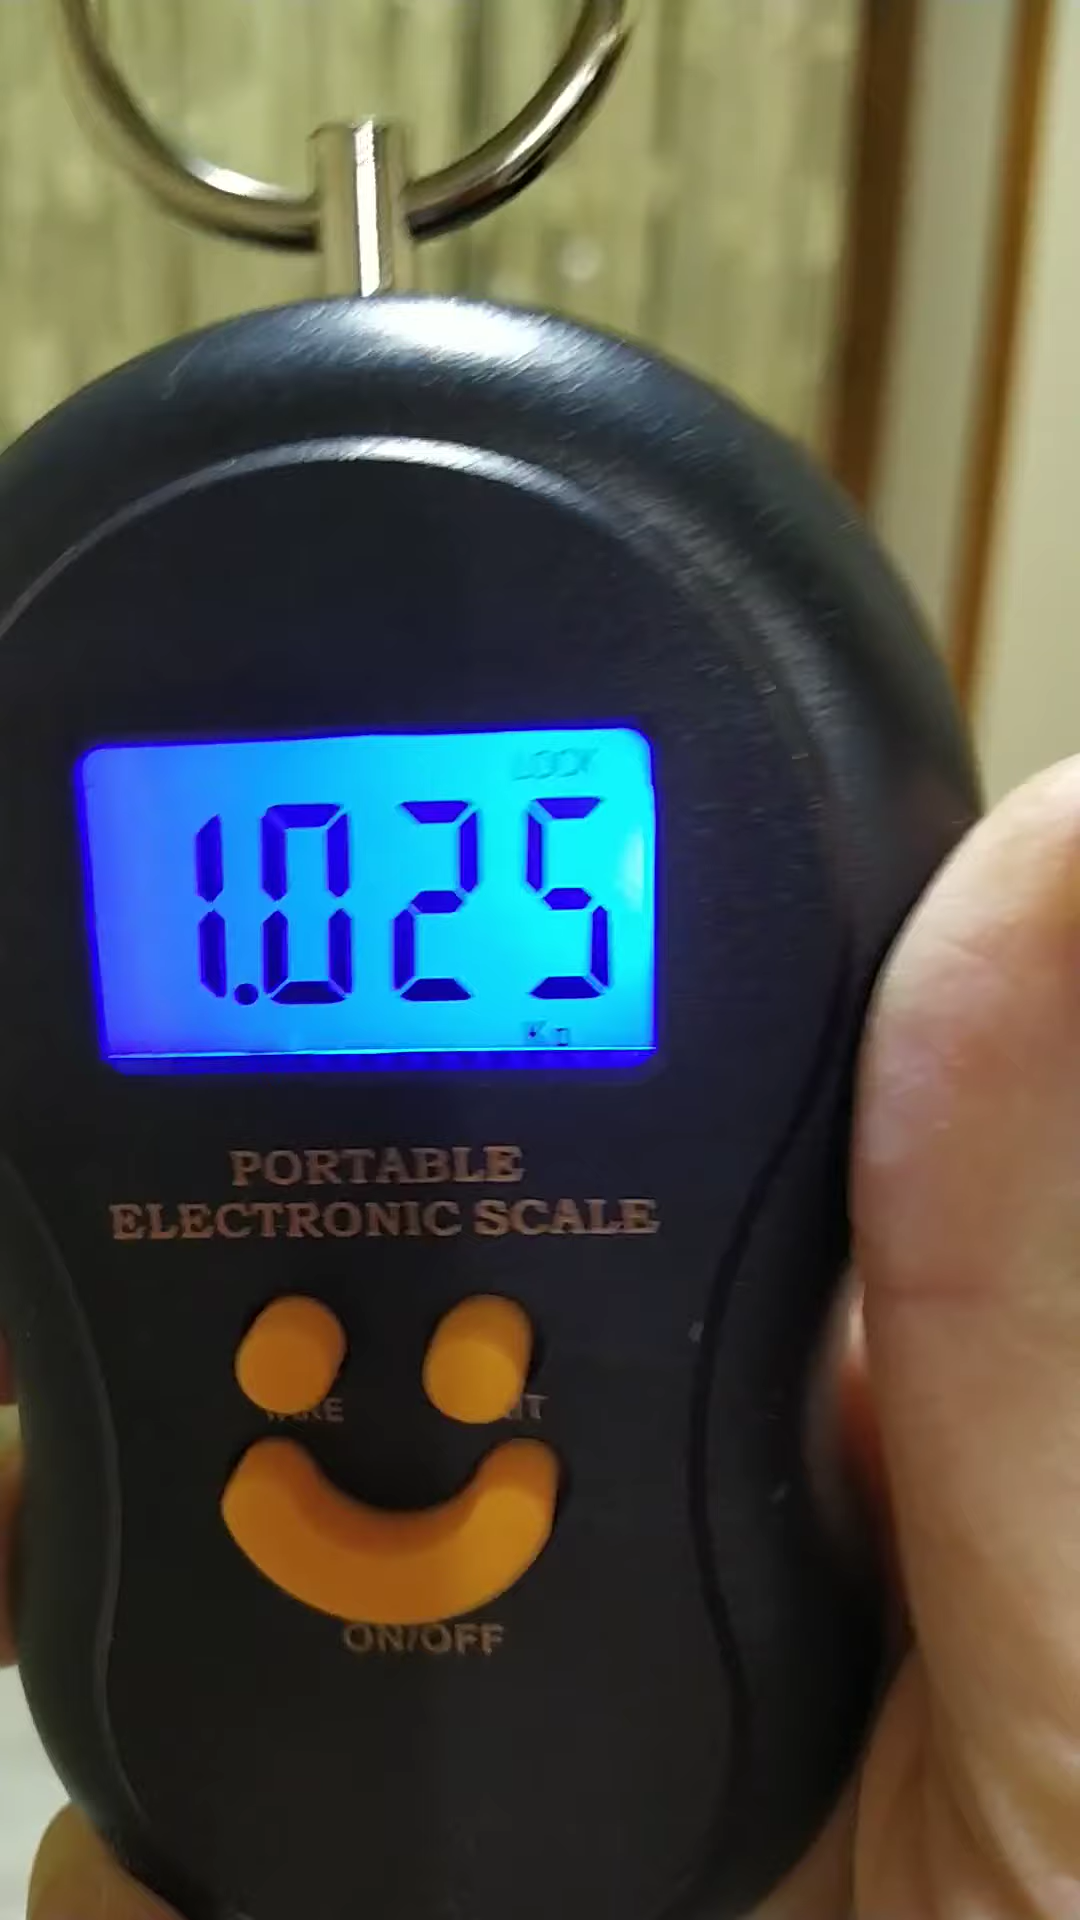 LOCK
1.025
Kg
PORTABLE
ELECTRONIC SCALE
ON/OFF